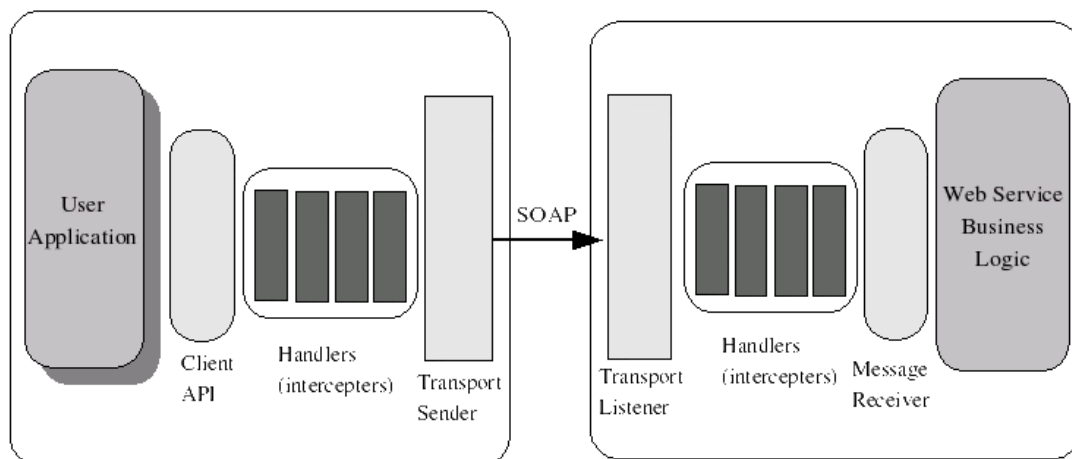 User
Application
Client
API
Handlers
(intercepters)
Transport
Sender
SOAP
Transport
Listener
Handlers
(intercepters)
Message
Receiver
Web Service
Business
Logic